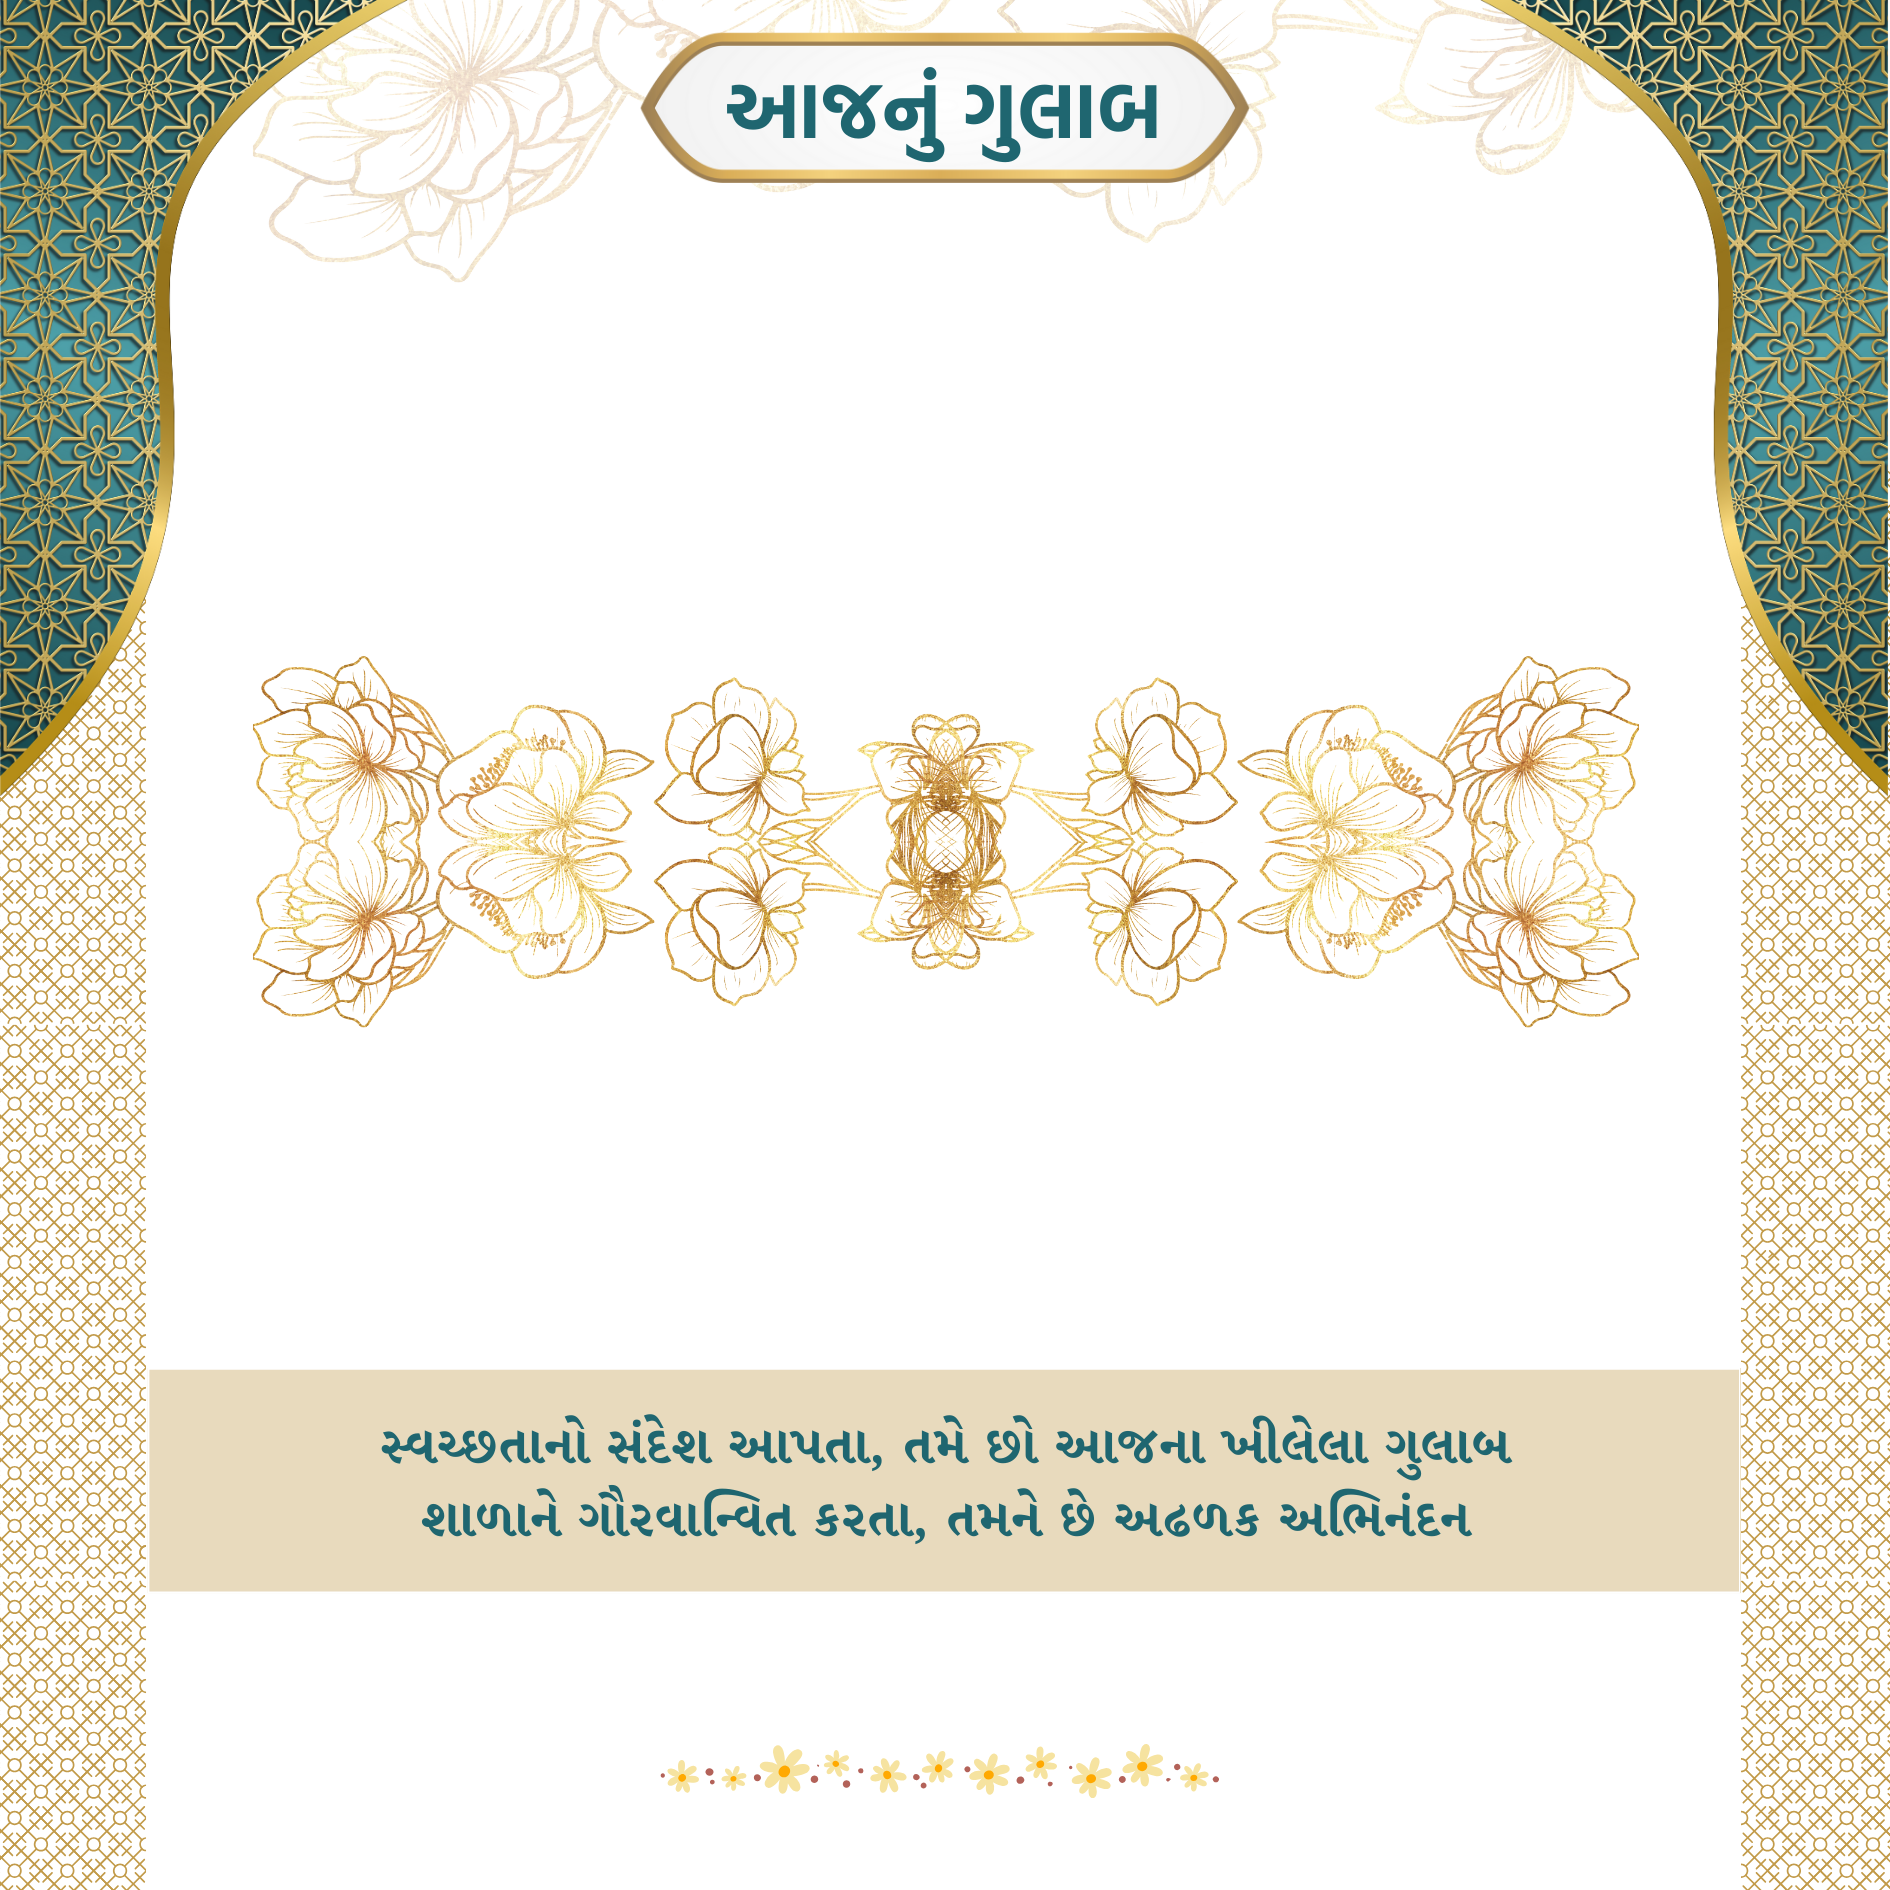 આજનું ગુલાબ
સ્વચ્છતાનો સંદેશ આપતા, તમે છો આજના ખીલેલા ગુલાબ
શાળાને ગૌરવાન્વિત કરતા, તમને છે અઢળક અભિનંદન